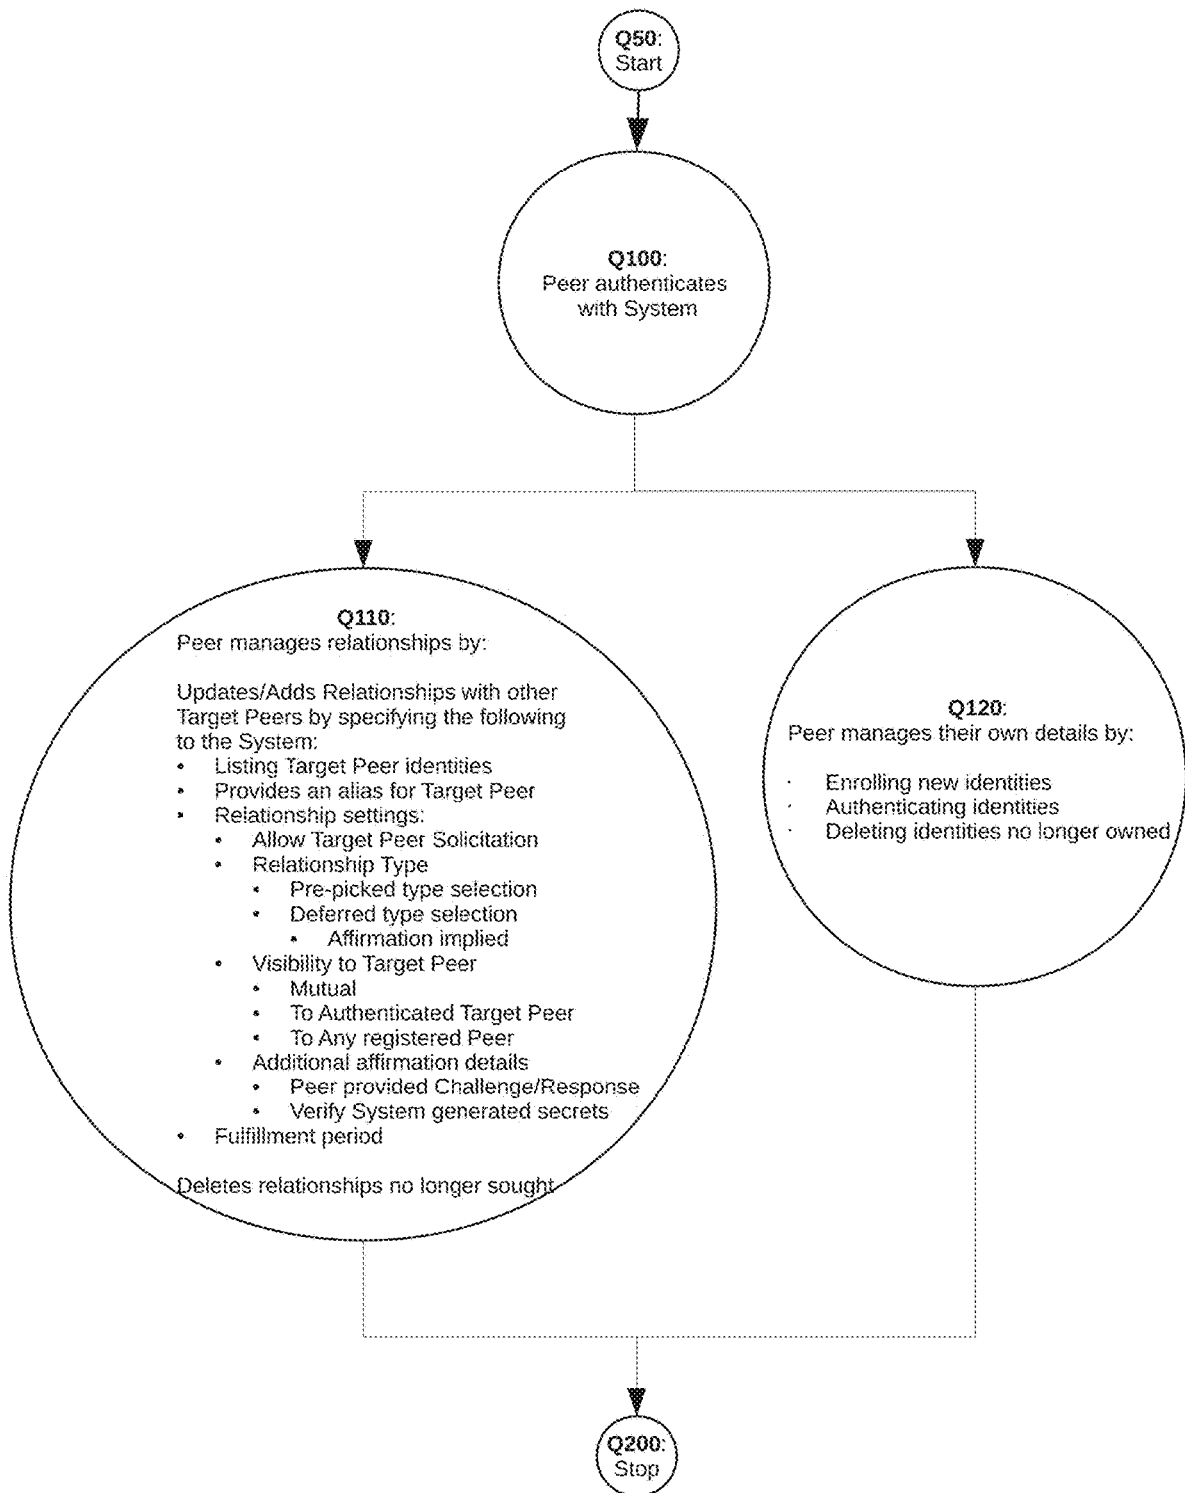 Q50:
Start
Q100:
Peer authenticates
with System
Q110:
Peer manages relationships by:
Updates/Adds Relationships with other
Target Peers by specifying the following
to the System:
• Listing Target Peer identities
• Provides an alias for Target Peer
• Relationship settings:
• Allow Target Peer Solicitation
• Relationship Type
• Pre-picked type selection
• Deferred type selection
• Affirmation implied
• Visibility to Target Peer
• Mutual
• To Authenticated Target Peer
• To Any registered Peer
• Additional affirmation details
• Peer provided Challenge/Response
• Verify System generated secrets
• Fulfillment period
Deletes relationships no longer sought
Q120:
Peer manages their own details by:
· Enrolling new identities
· Authenticating identities
· Deleting identities no longer owned
Q200:
Stop